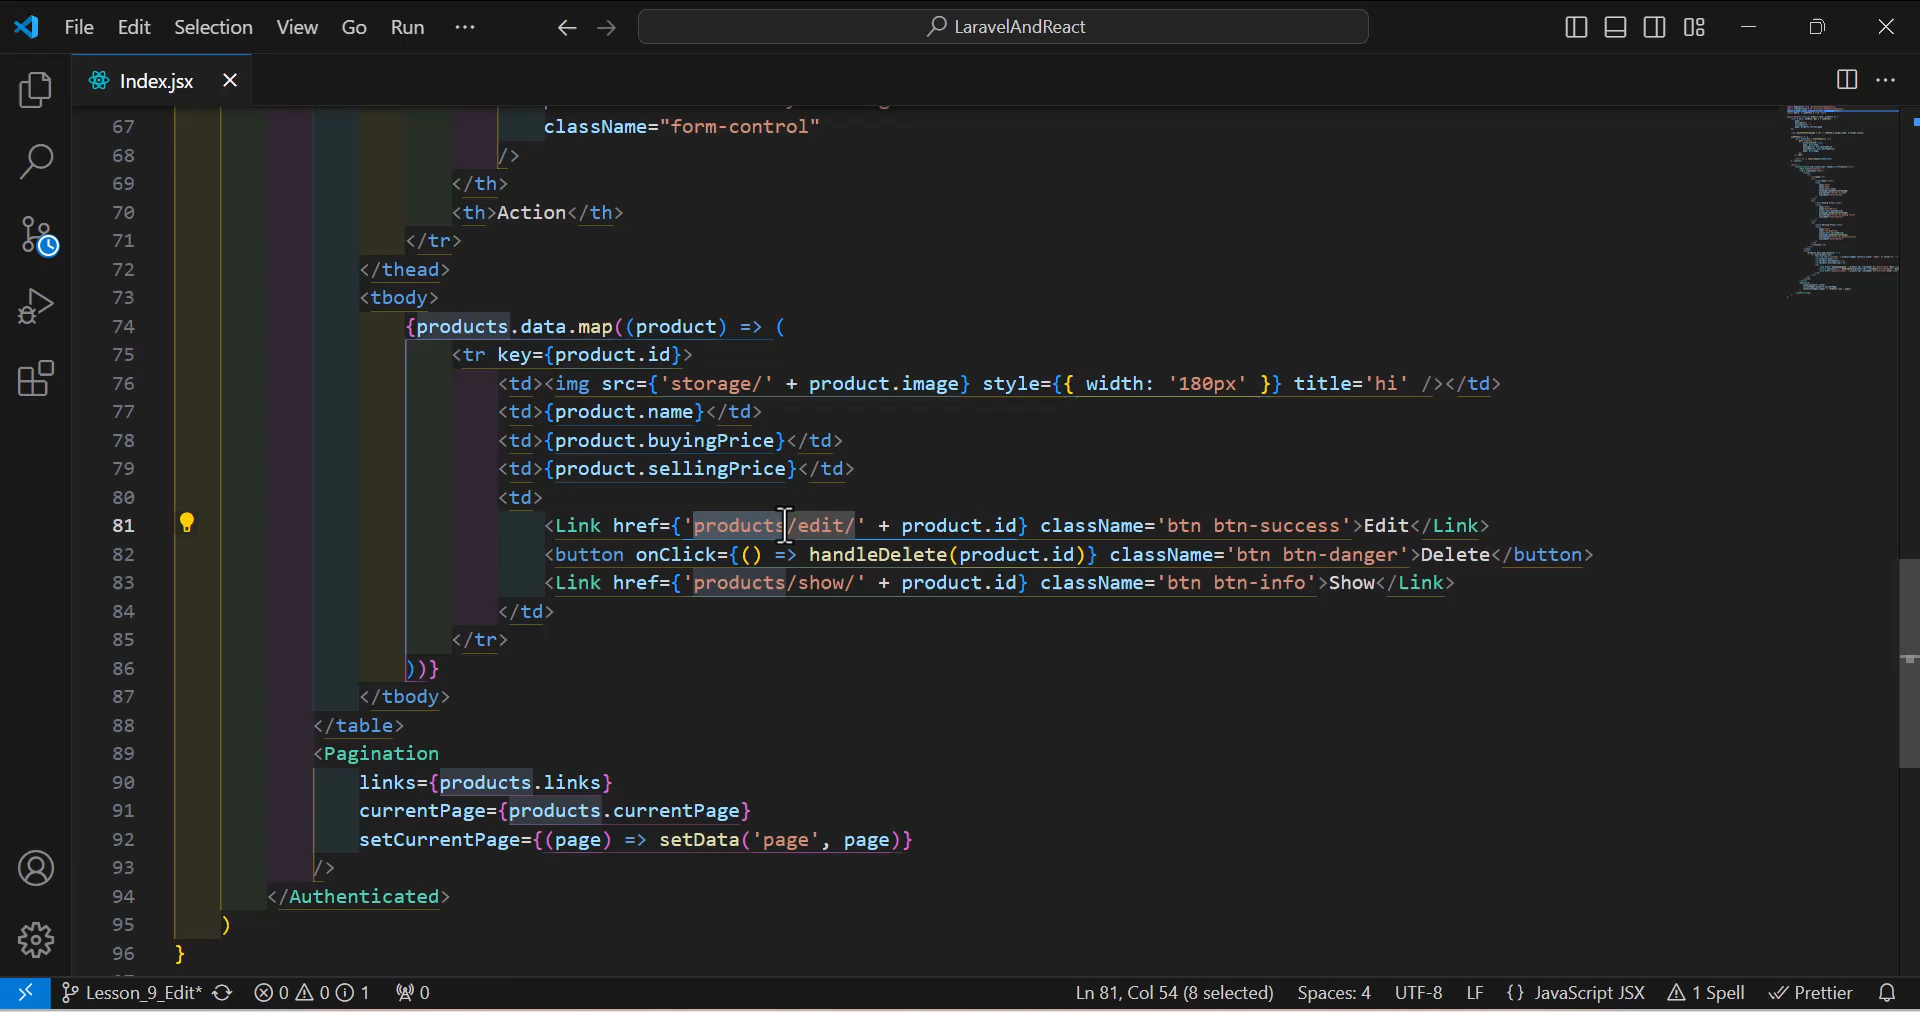 File Edit Selection View Go Run ··· LaravelAndReact
Index.jsx
67 className="form-control"
68 />
69 </th>
70 <th>Action</th>
71 </tr>
72 </thead>
73 <tbody>
74 {products.data.map((product) => (
75 <tr key={product.id}>
76 <td><img src={'storage/' + product.image} style={{ width: '180px' }} title='hi' /></td>
77 <td>{product.name}</td>
78 <td>{product.buyingPrice}</td>
79 <td>{product.sellingPrice}</td>
80 <td>
81 <Link href={'products/edit/' + product.id} className='btn btn-success'>Edit</Link>
82 <button onClick={() => handleDelete(product.id)} className='btn btn-danger'>Delete</button>
83 <Link href={'products/show/' + product.id} className='btn btn-info'>Show</Link>
84 </td>
85 </tr>
86 ))}
87 </tbody>
88 </table>
89 <Pagination
90 links={products.links}
91 currentPage={products.currentPage}
92 setCurrentPage={(page) => setData('page', page)}
93 />
94 </Authenticated>
95 )
96 }
Lesson_9_Edit* 0 0 1 0 Ln 81, Col 54 (8 selected) Spaces: 4 UTF-8 LF {} JavaScript JSX 1 Spell Prettier